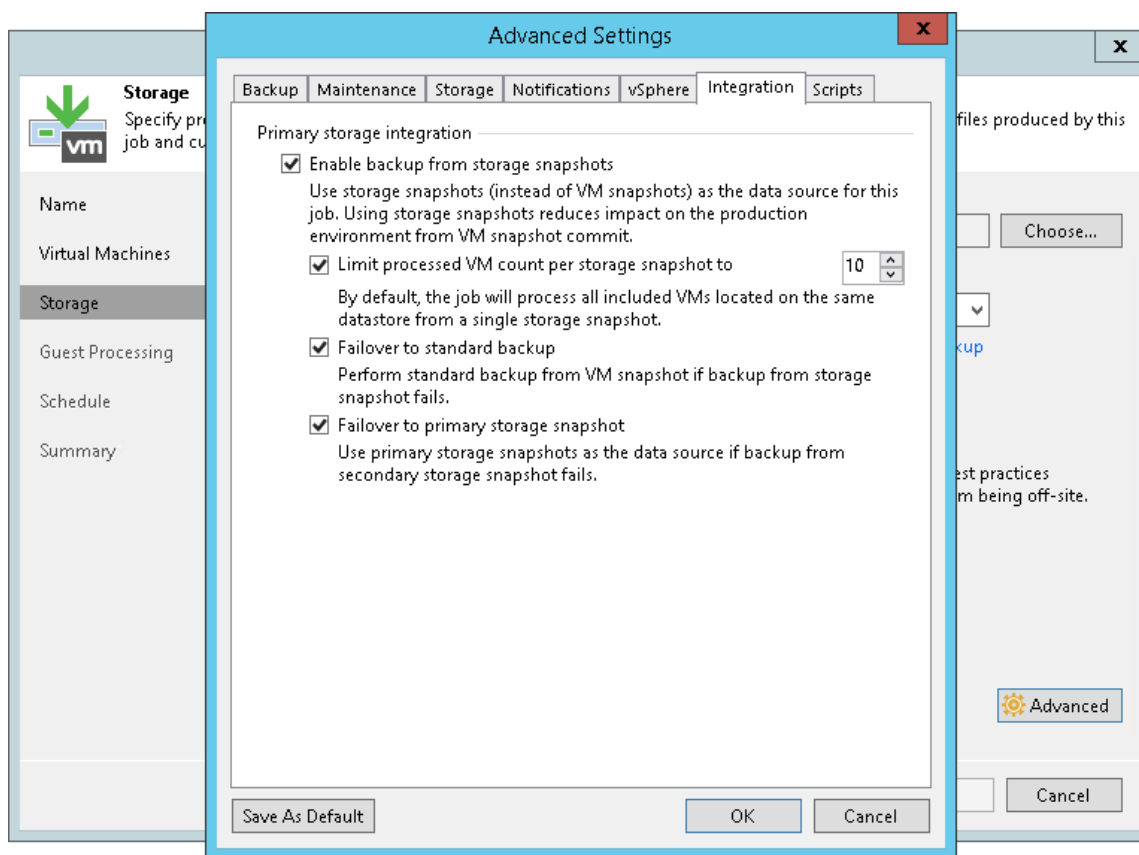 Advanced Settings
x
x
Storage
Specify pr
job and cu
files produced by this
vm
Name
Virtual Machines
Storage
Guest Processing
Schedule
Summary
Backup Maintenance Storage Notifications vSphere Integration Scripts
Primary storage integration
Enable backup from storage snapshots
Use storage snapshots (instead of VM snapshots) as the data source for this
job. Using storage snapshots reduces impact on the production
environment from VM snapshot commit.
Limit processed VM count per storage snapshot to 10
By default, the job will process all included VMs located on the same
datastore from a single storage snapshot.
Failover to standard backup
Perform standard backup from VM snapshot if backup from storage
snapshot fails.
Failover to primary storage snapshot
Use primary storage snapshots as the data source if backup from
secondary storage snapshot fails.
Choose...
kup
est practices
m being off-site.
Advanced
Save As Default OK Cancel
Cancel